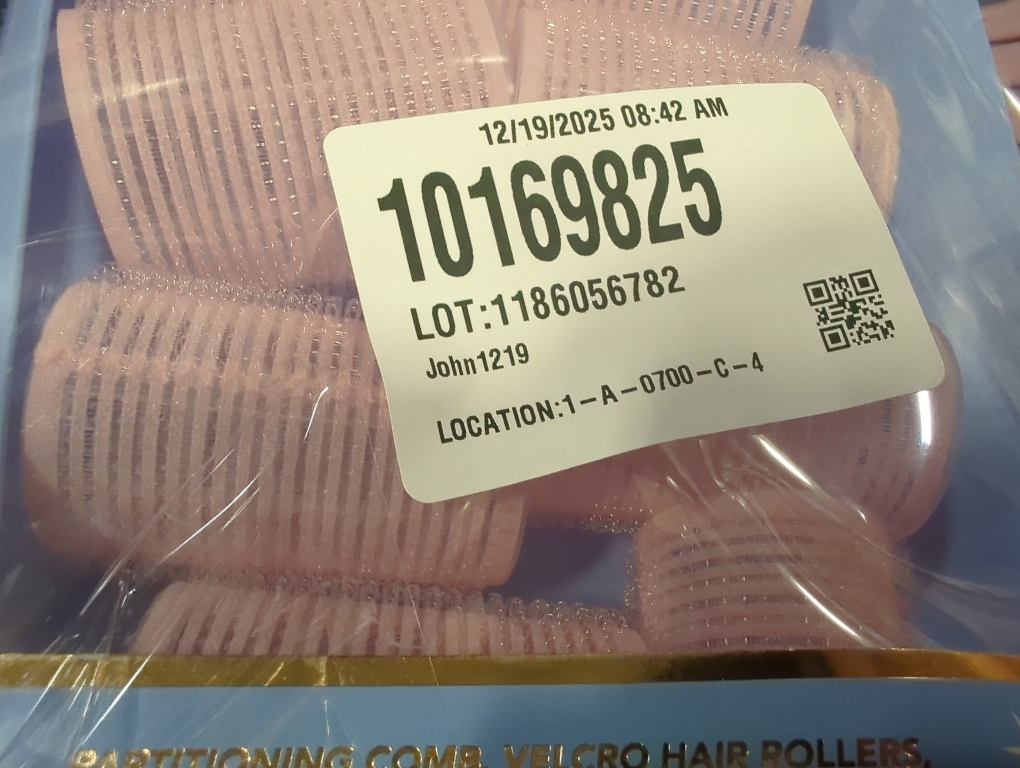 12/19/2025 08:42 AM
10169825
LOT:1186056782
John1219
LOCATION:1-A-0700-C-4
PARTITIONING COMB, VELCRO HAIR ROLLERS,